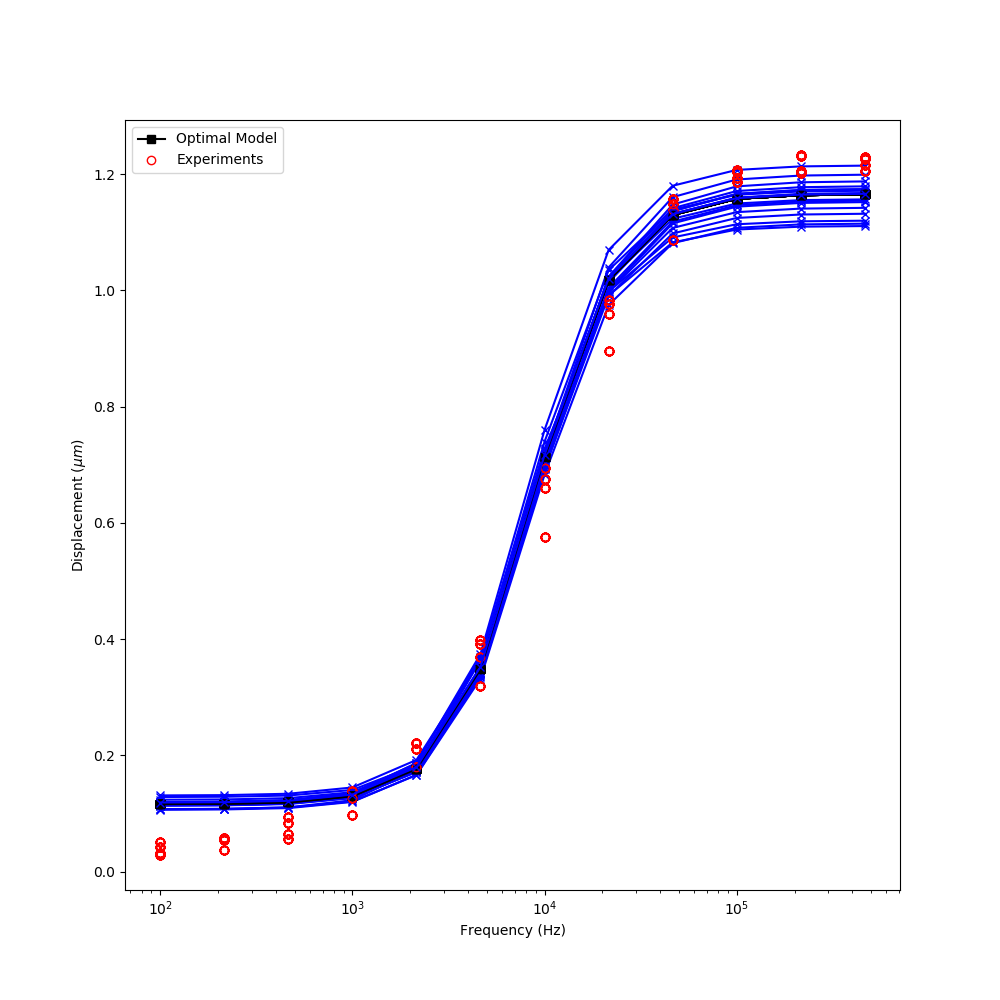 Optimal Model
Experiments
1.2
1.0
0.8
0.6
0.4
0.2
0.0
Displacement (μm)
10² 10³ 10⁴ 10⁵
Frequency (Hz)